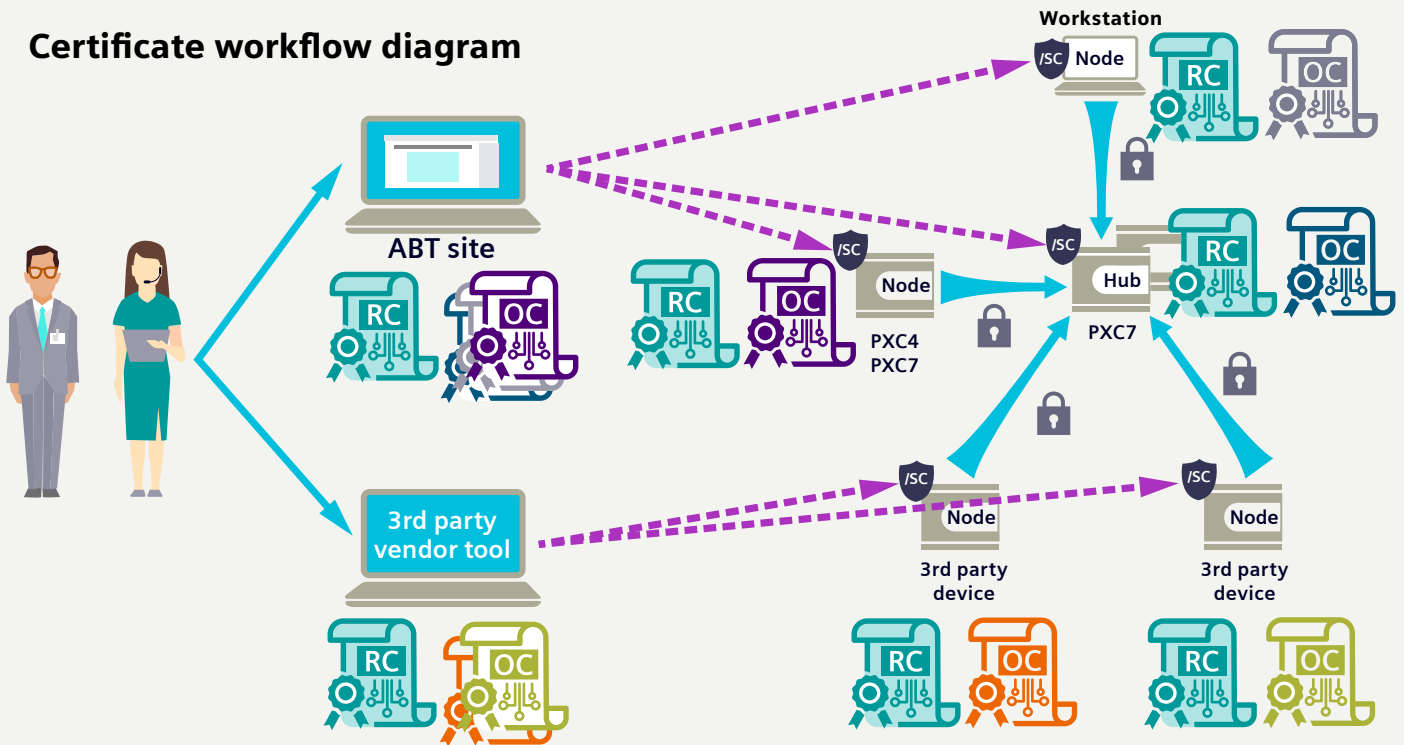 Certificate workflow diagram
Workstation
/SC
Node
RC
OC
ABT site
RC
OC
RC
OC
/SC
Node
PXC4
PXC7
/SC
Hub
PXC7
RC
OC
3rd party
vendor tool
RC
OC
/SC
Node
3rd party
device
RC
OC
/SC
Node
3rd party
device
RC
OC